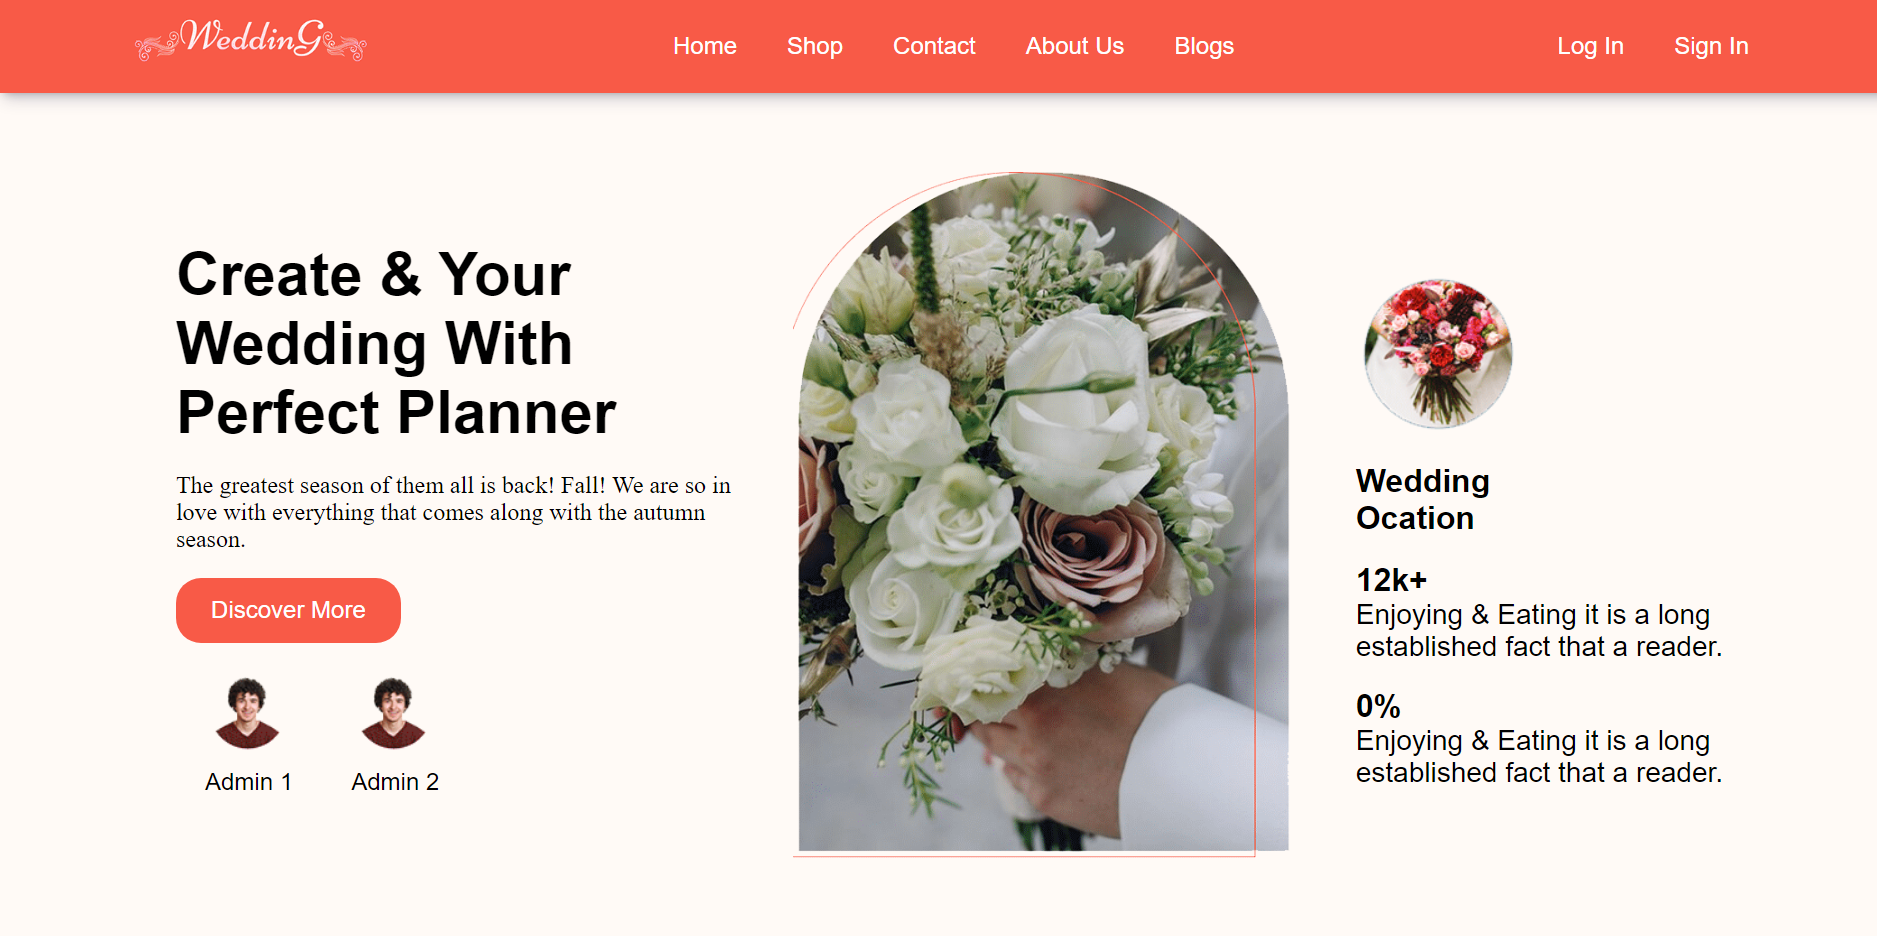 WeddinG
Home Shop Contact About Us Blogs
Log In Sign In
Create & Your
Wedding With
Perfect Planner
The greatest season of them all is back! Fall! We are so in
love with everything that comes along with the autumn
season.
Discover More
Admin 1 Admin 2
Wedding
Ocation
12k+
Enjoying & Eating it is a long
established fact that a reader.
0%
Enjoying & Eating it is a long
established fact that a reader.